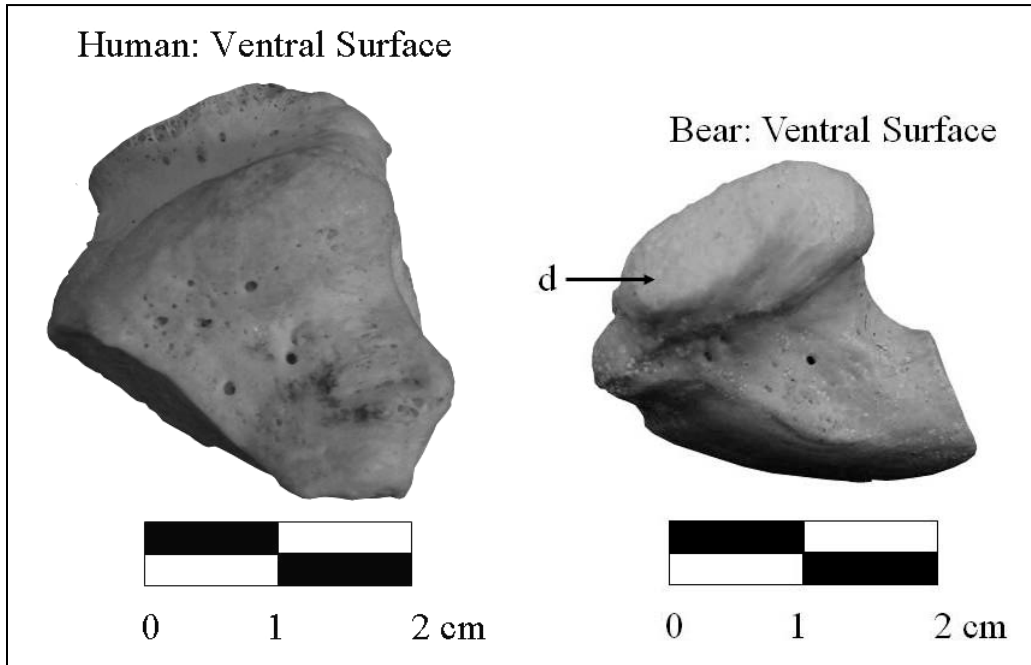 Human: Ventral Surface
Bear: Ventral Surface
d
0 1 2 cm
0 1 2 cm